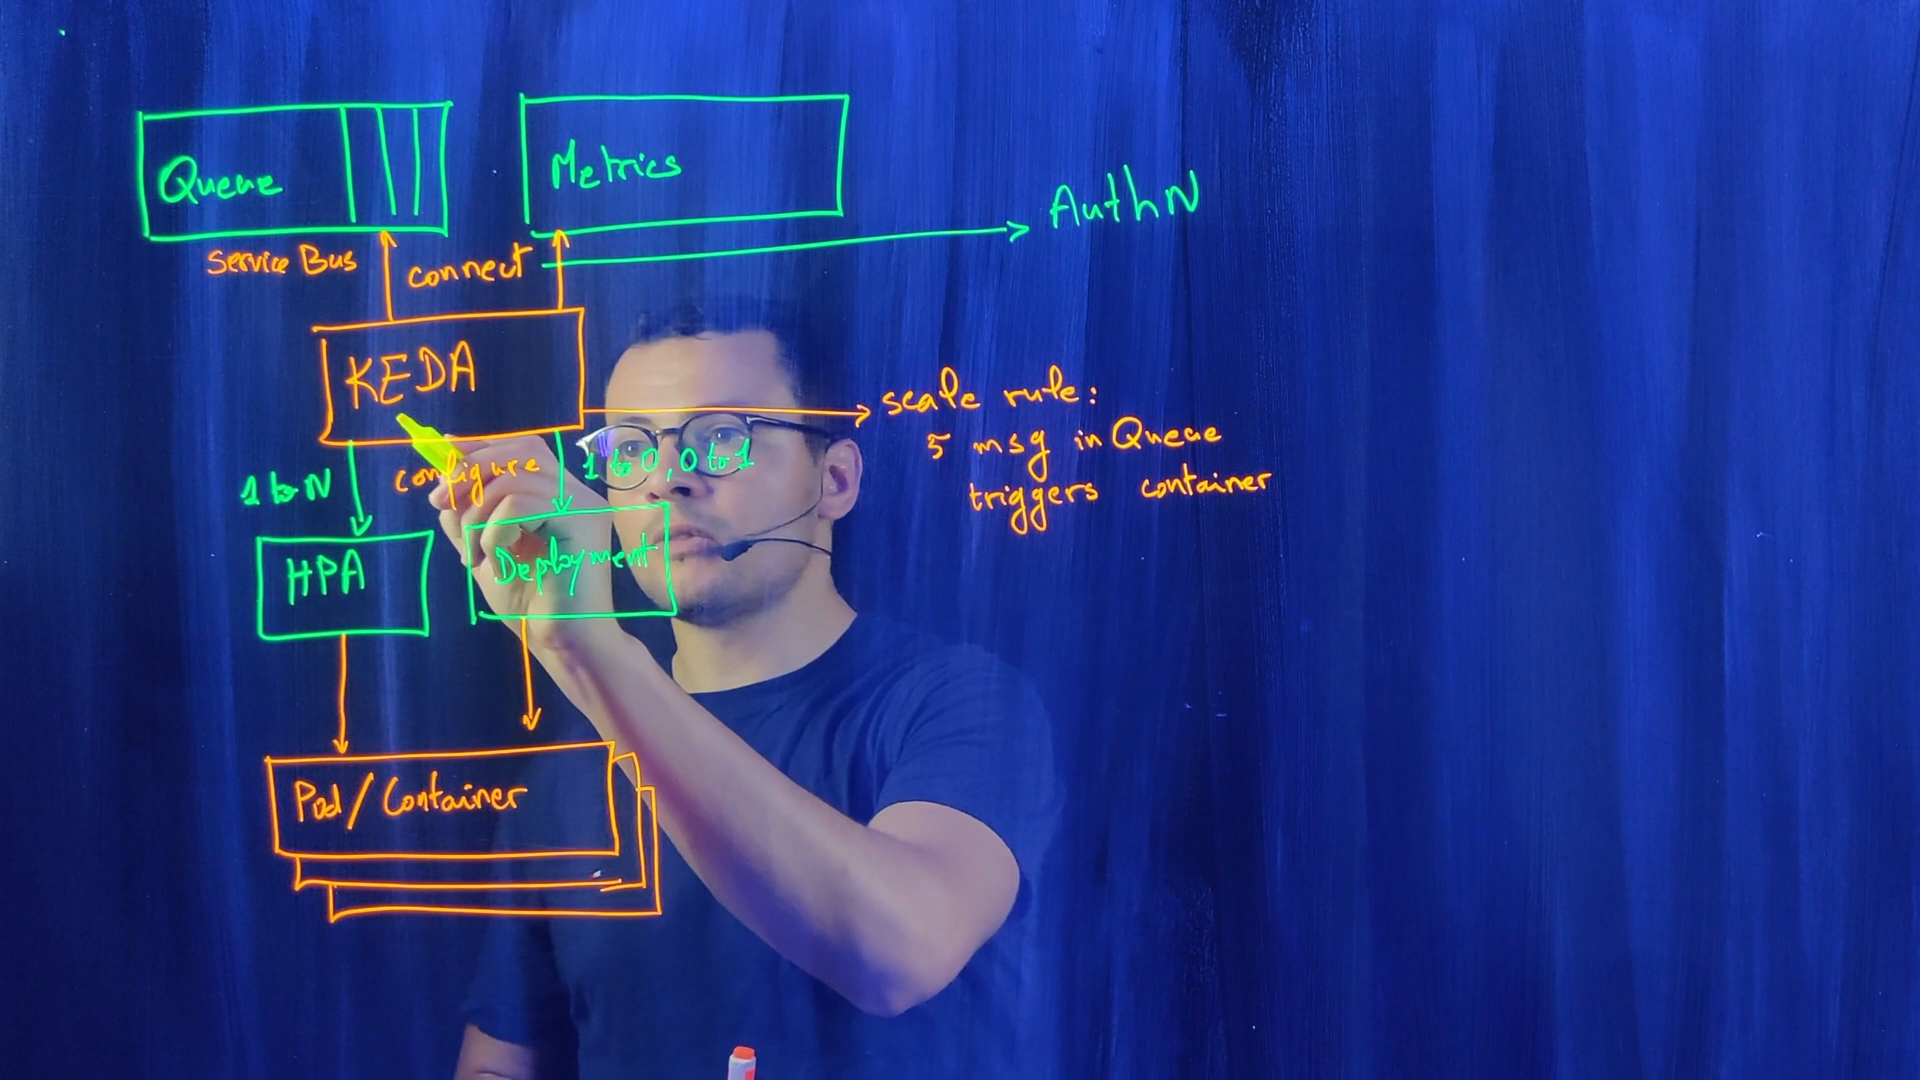 Queue
Metrics
AuthN
Service Bus
connect
KEDA
scale rule:
5 msg in Queue
triggers container
1 to N
configure
1 to 0, 0 to 1
HPA
Deployment
Pod/Container